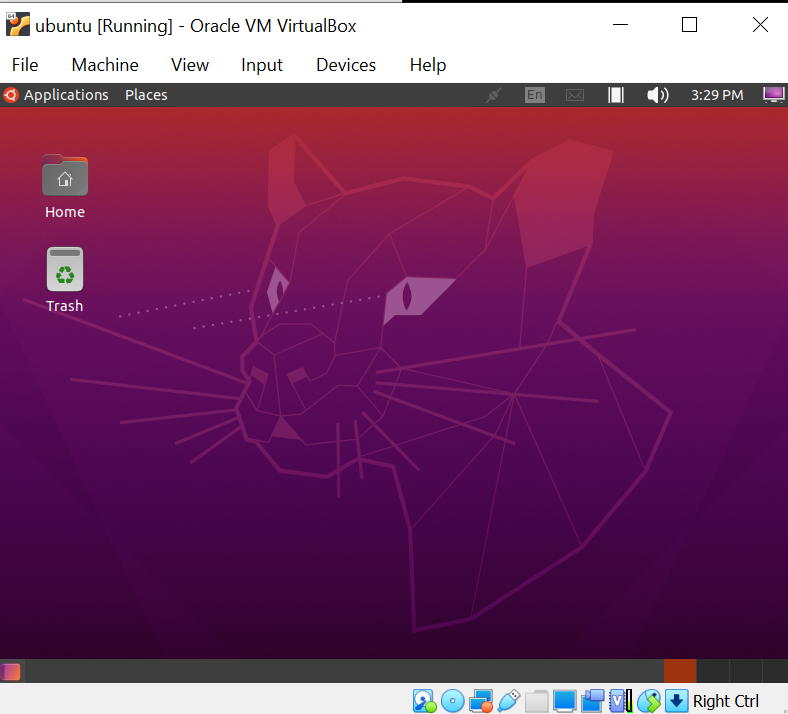 ubuntu [Running] - Oracle VM VirtualBox
File Machine View Input Devices Help
Applications Places En 3:29 PM
Home
Trash
Right Ctrl